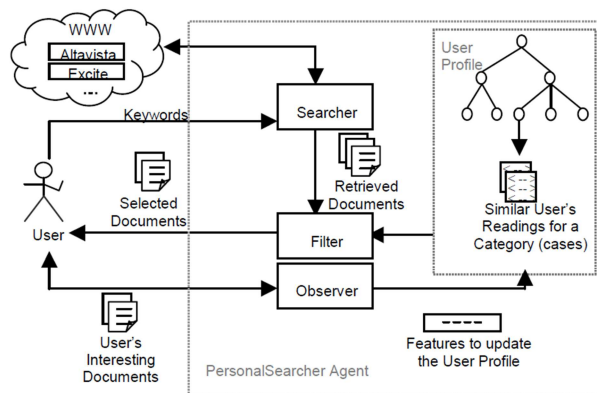 WWW
Altavista
Excite
....
Keywords
Searcher
User
Profile
Selected
Documents
Retrieved
Documents
Similar User's
Readings for a
Category (cases)
User
Filter
Observer
User's
Interesting
Documents
Features to update
the User Profile
PersonalSearcher Agent